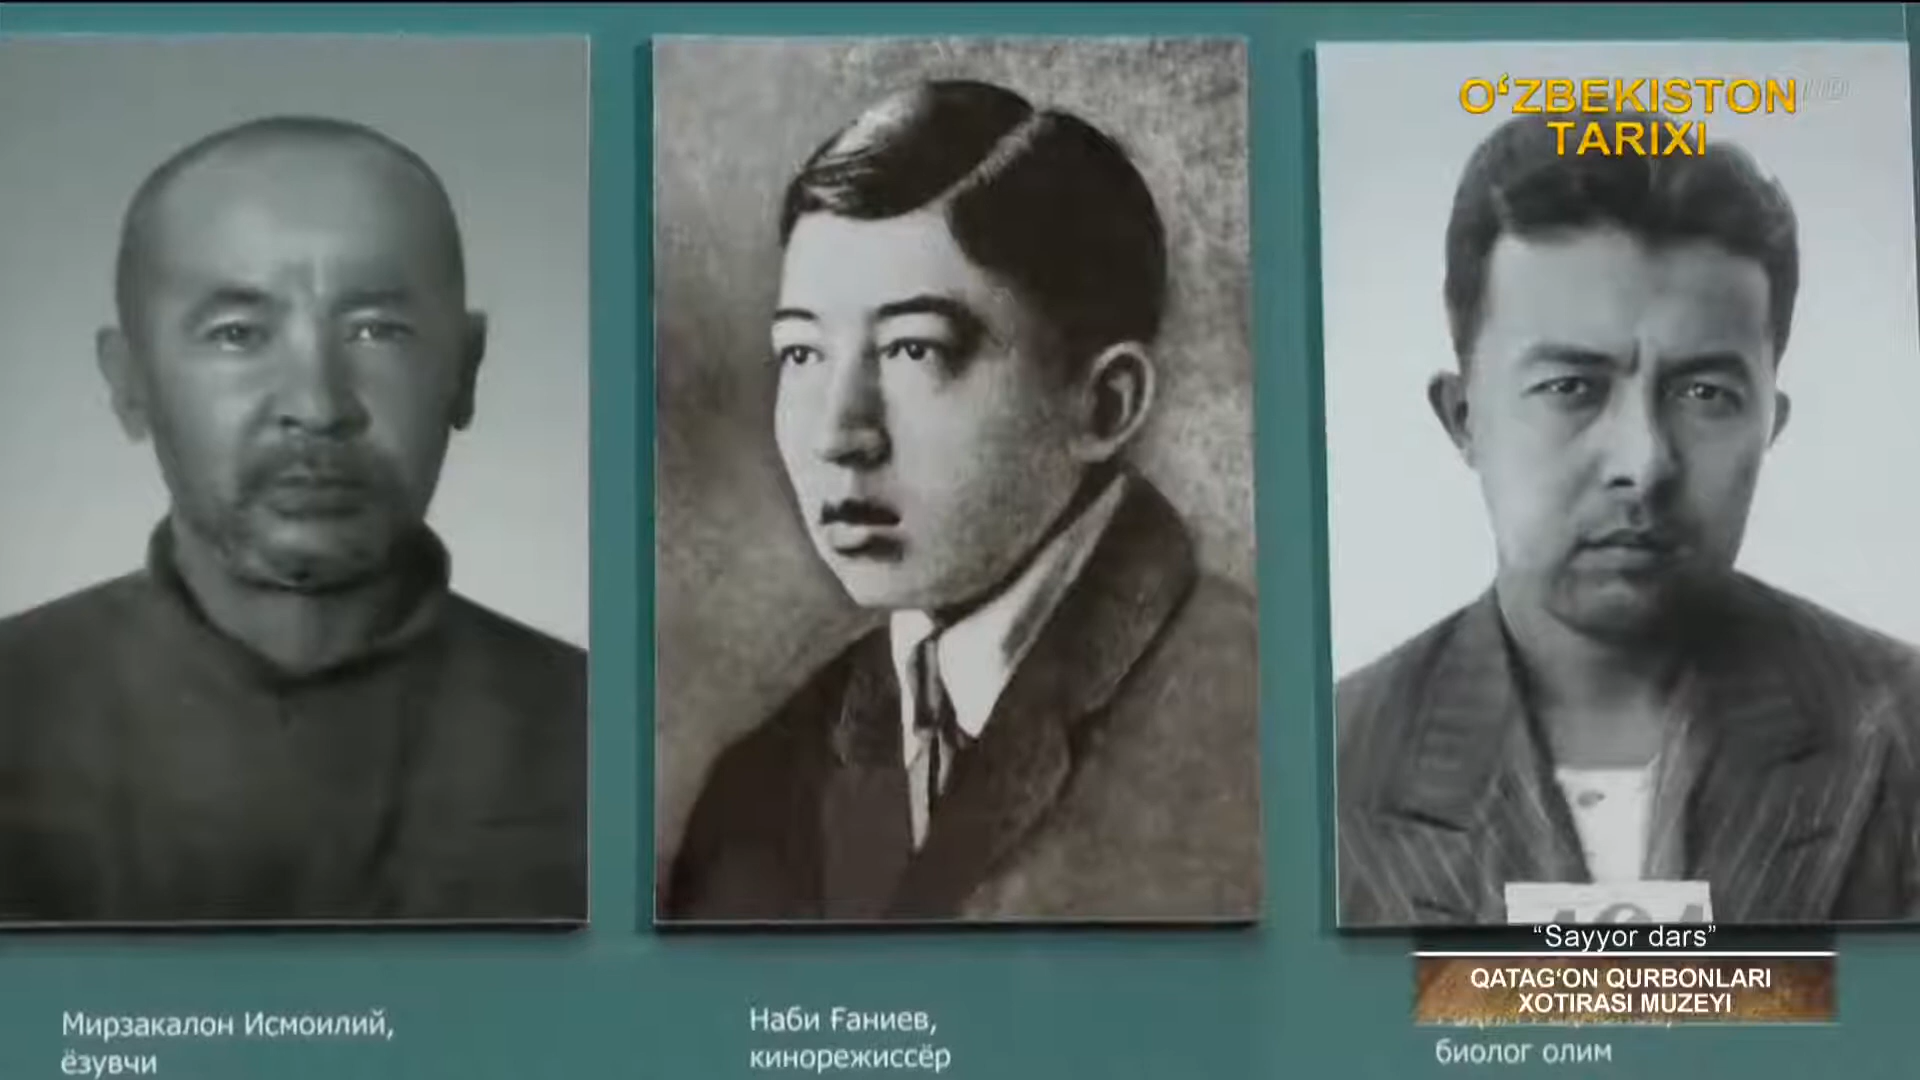 O‘ZBEKISTON
TARIXI
“Sayyor dars”
QATAG‘ON QURBONLARI
XOTIRASI MUZEYI
Мирзакалон Исмоилий,
ёзувчи
Наби Ғаниев,
кинорежиссёр
биолог олим